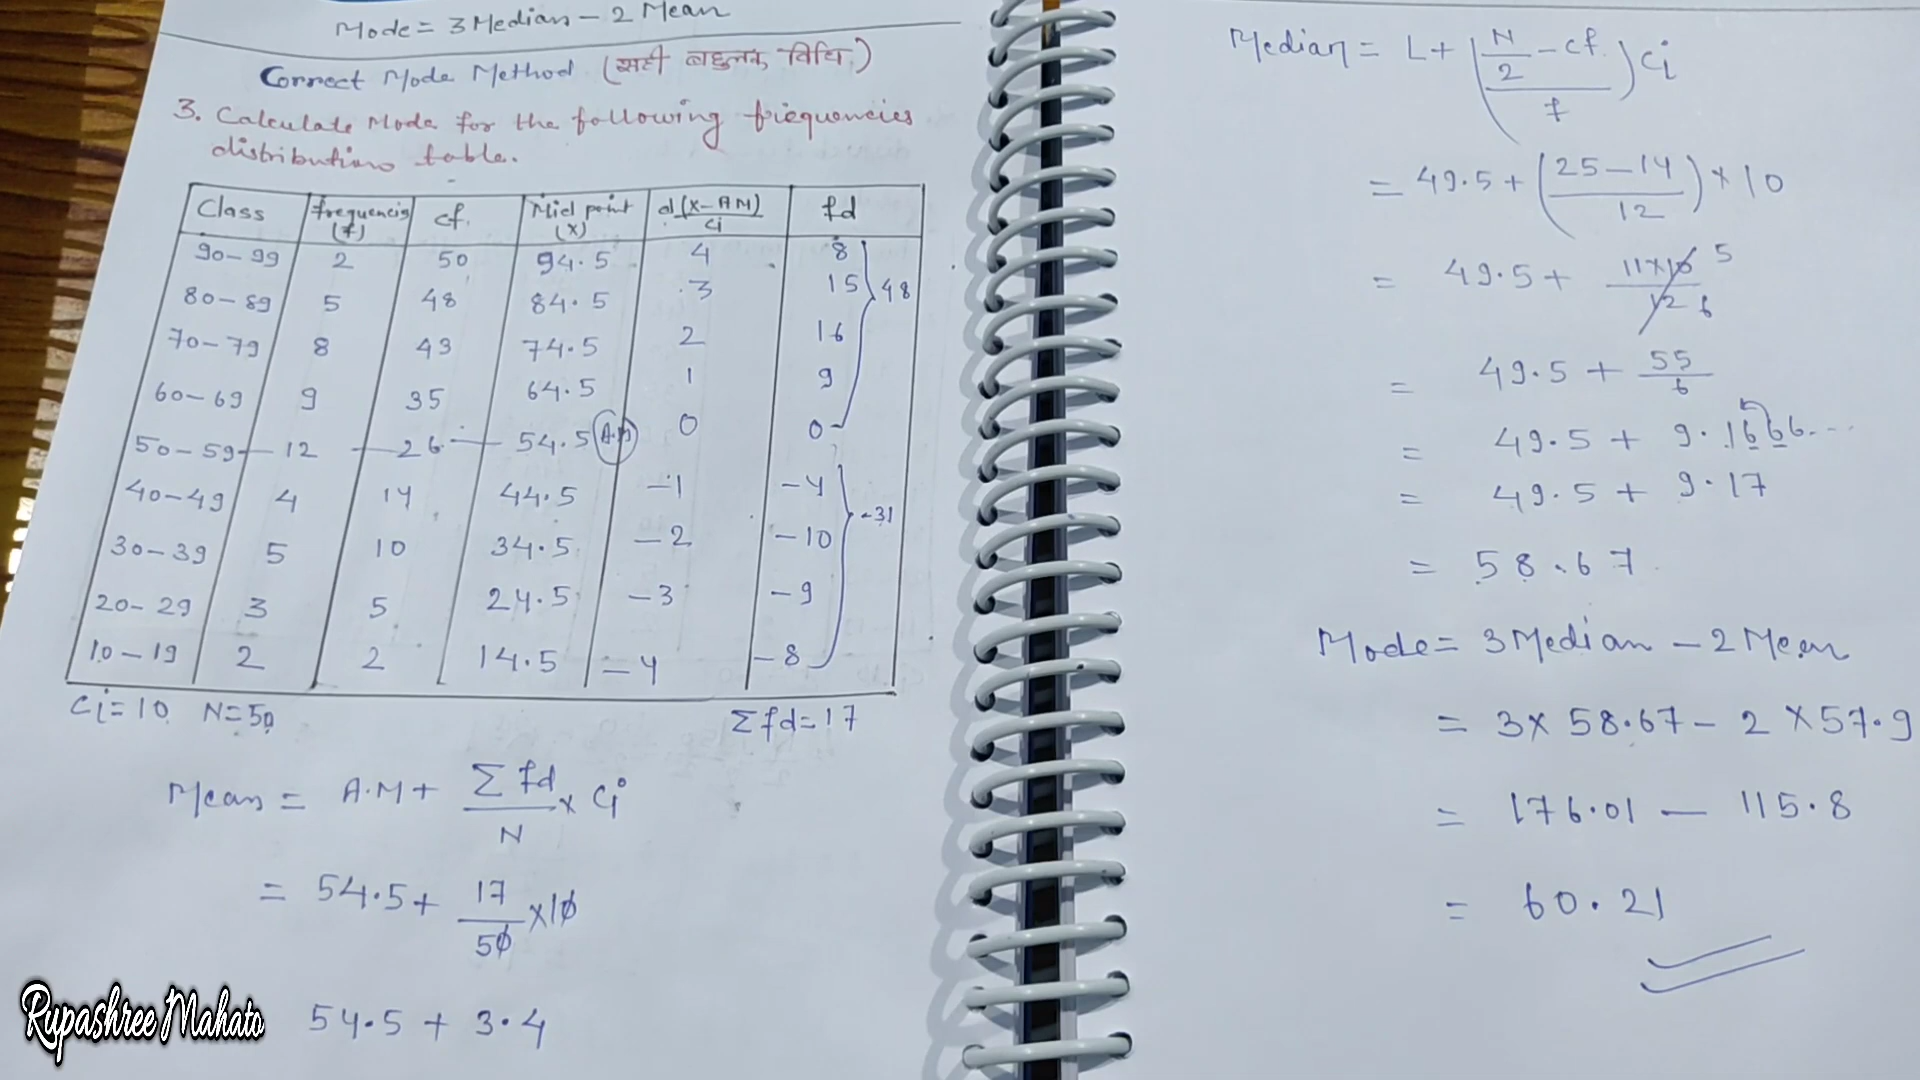 Mode = 3 Median - 2 Mean
Correct Mode Method (सही बहुलक विधि)
3. Calculate Mode for the following frequencies
distributions table.
Class frequencies (f) cf. Mid point (x) d (x-AM)/ci fd
90-99 2 50 94.5 4 8
80-89 5 48 84.5 3 15 48
70-79 8 43 74.5 2 16
60-69 9 35 64.5 1 9
50-59 12 26 54.5 A.M 0 0
40-49 4 14 44.5 -1 -4
30-39 5 10 34.5 -2 -10 -31
20-29 3 5 24.5 -3 -9
10-19 2 2 14.5 -4 -8
Ci=10 N=50 Σfd=17
Mean = A.M + Σfd/N × Ci
= 54.5 + 17/50 × 10
54.5 + 3.4
Median = L + (N/2 - cf. / f) Ci
= 49.5 + (25-14 / 12) × 10
= 49.5 + 11×10 5 / 12 6
= 49.5 + 55/6
= 49.5 + 9.1666...
= 49.5 + 9.17
= 58.67
Mode = 3 Median - 2 Mean
= 3 × 58.67 - 2 × 57.9
= 176.01 - 115.8
= 60.21
Rupashree Mahato